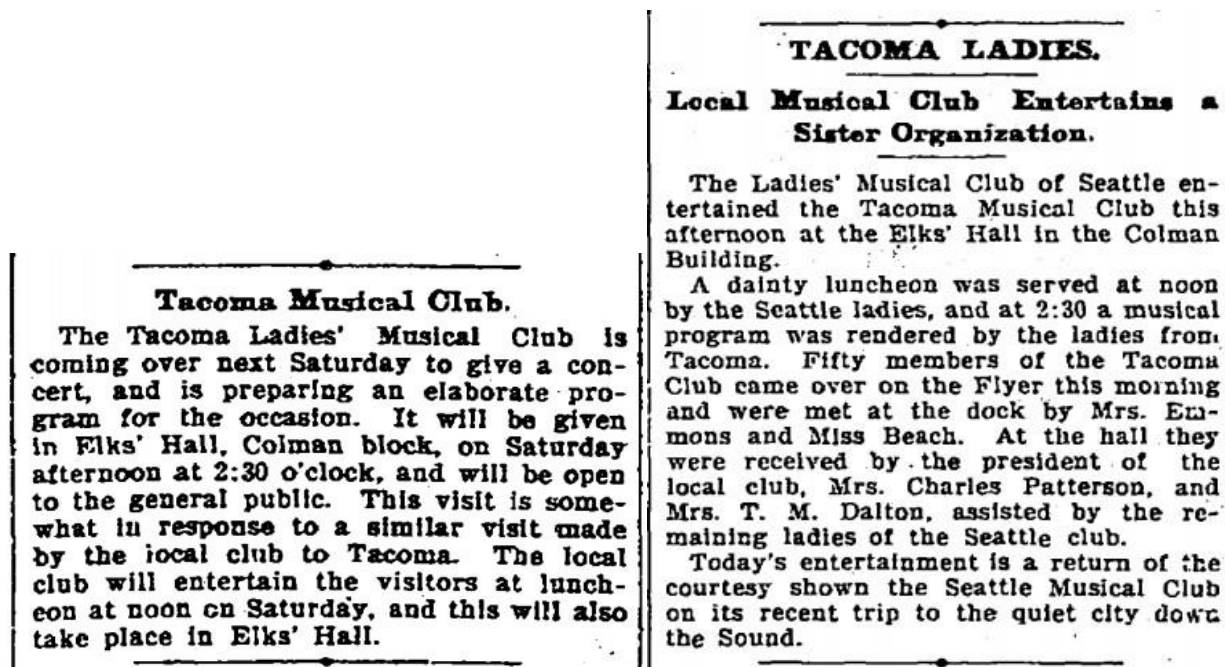 Tacoma Musical Club.
The Tacoma Ladies' Musical Club is
coming over next Saturday to give a con-
cert, and is preparing an elaborate pro-
gram for the occasion. It will be given
in Elks' Hall, Colman block, on Saturday
afternoon at 2:30 o'clock, and will be open
to the general public. This visit is some-
what in response to a similar visit made
by the local club to Tacoma. The local
club will entertain the visitors at lunch-
eon at noon on Saturday, and this will also
take place in Elks' Hall.
TACOMA LADIES.
Local Musical Club Entertains a
Sister Organization.
The Ladies' Musical Club of Seattle en-
tertained the Tacoma Musical Club this
afternoon at the Elks' Hall in the Colman
Building.
A dainty luncheon was served at noon
by the Seattle ladies, and at 2:30 a musical
program was rendered by the ladies from
Tacoma. Fifty members of the Tacoma
Club came over on the Flyer this morning
and were met at the dock by Mrs. Em-
mons and Miss Beach. At the hall they
were received by the president of the
local club, Mrs. Charles Patterson, and
Mrs. T. M. Dalton, assisted by the re-
maining ladies of the Seattle club.
Today's entertainment is a return of the
courtesy shown the Seattle Musical Club
on its recent trip to the quiet city down
the Sound.